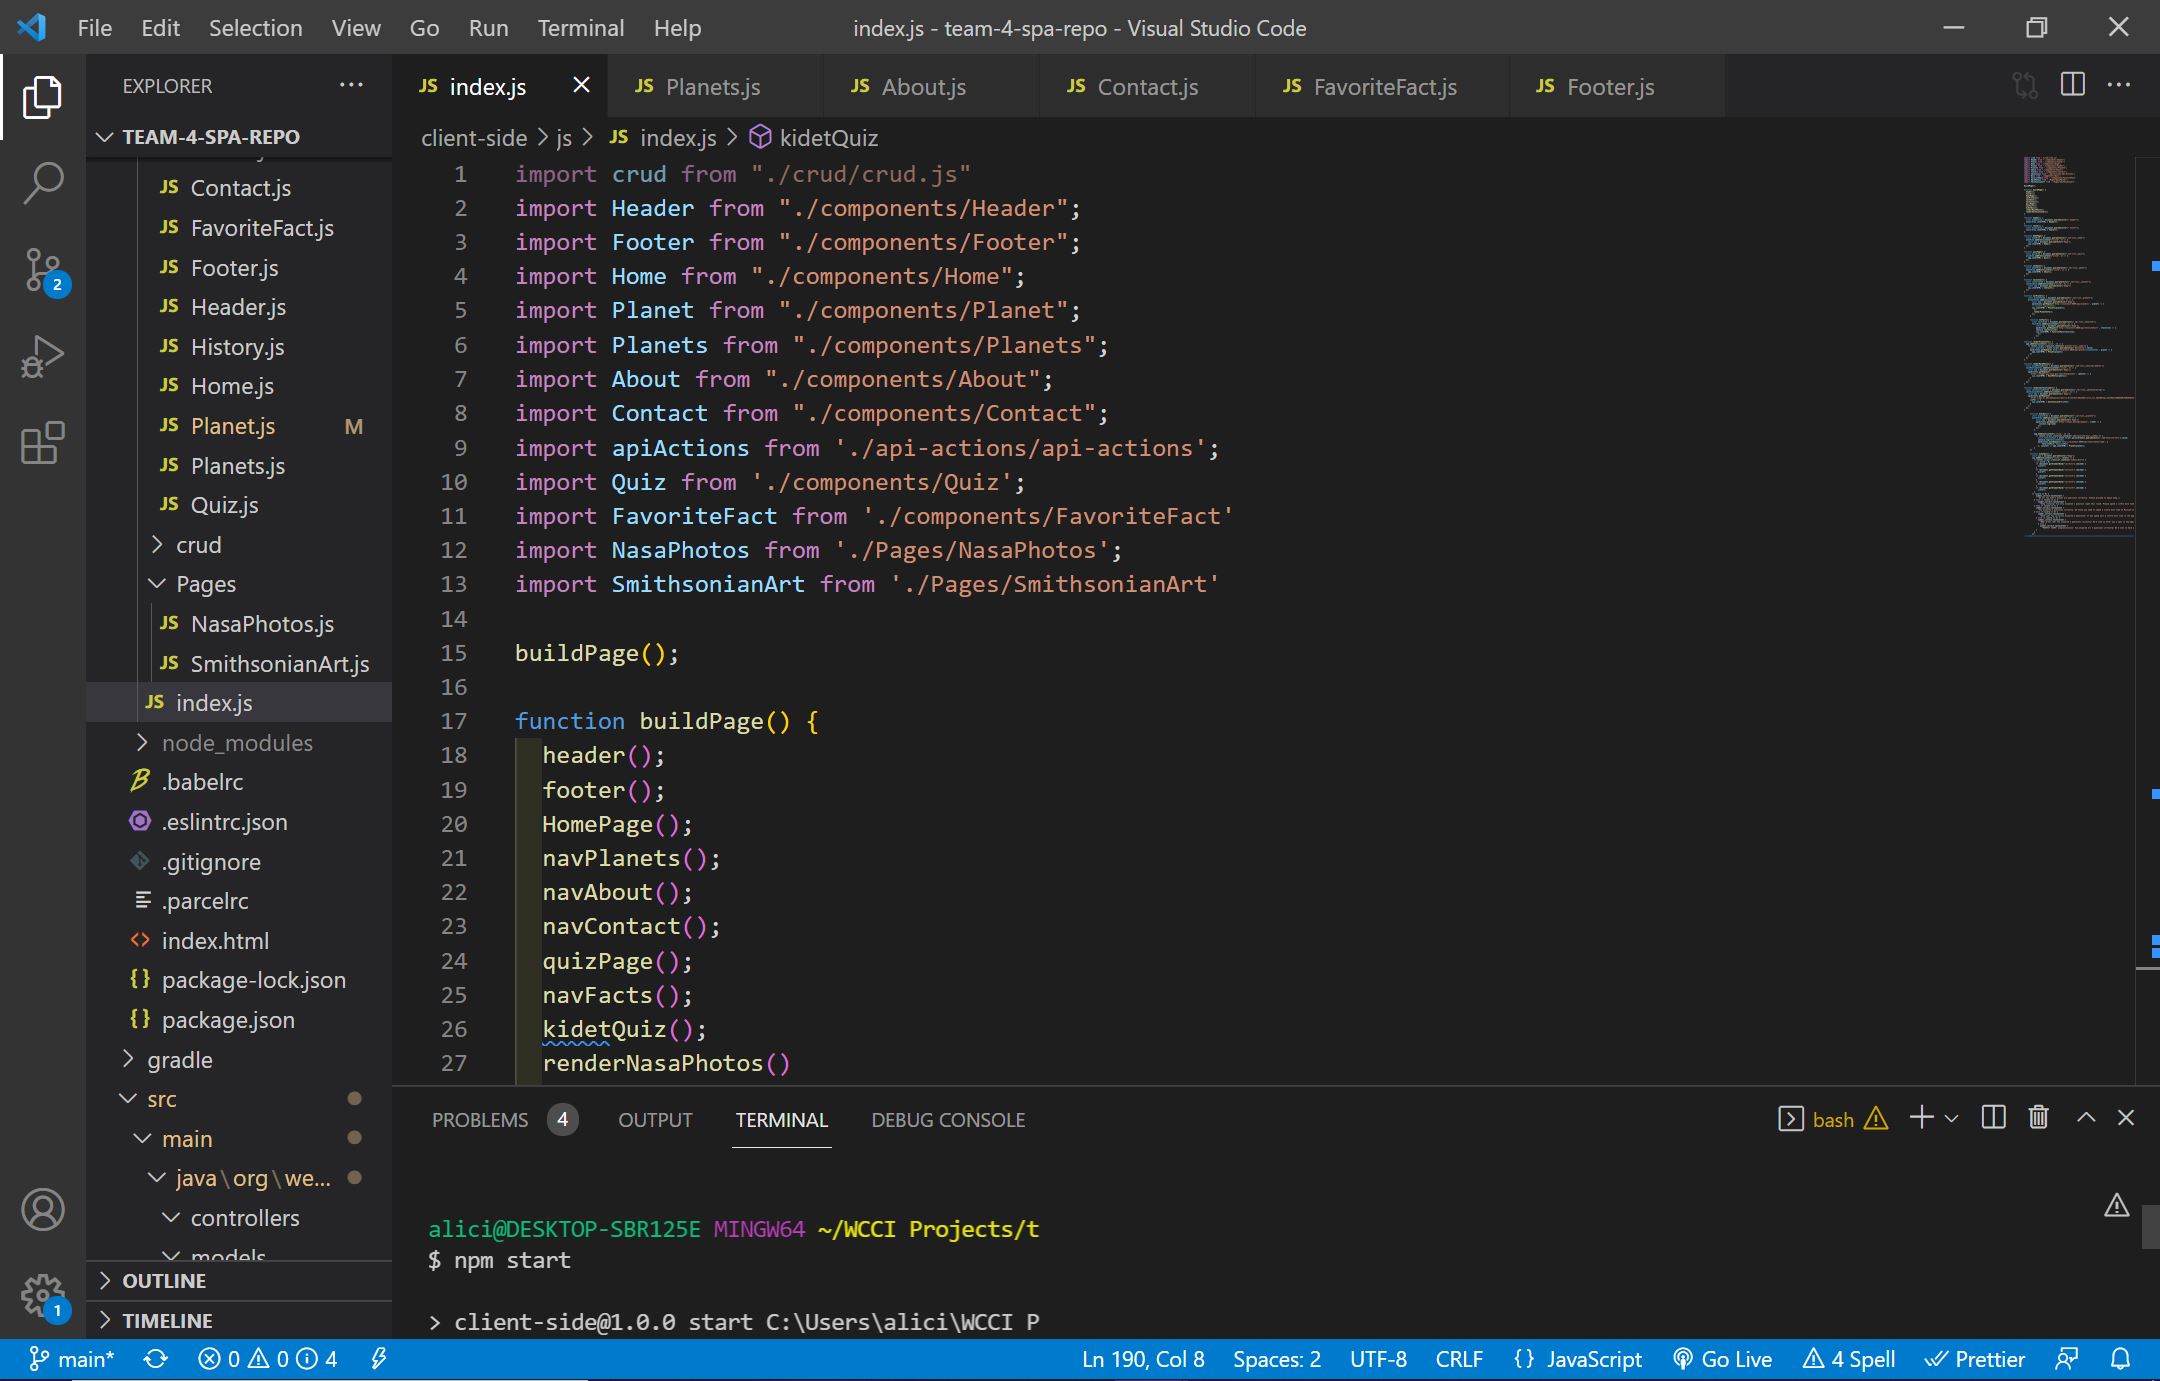 File Edit Selection View Go Run Terminal Help
index.js - team-4-spa-repo - Visual Studio Code
EXPLORER
TEAM-4-SPA-REPO
JS Contact.js
JS FavoriteFact.js
JS Footer.js
JS Header.js
JS History.js
JS Home.js
JS Planet.js M
JS Planets.js
JS Quiz.js
crud
Pages
JS NasaPhotos.js
JS SmithsonianArt.js
JS index.js
node_modules
.babelrc
.eslintrc.json
.gitignore
.parcelrc
index.html
package-lock.json
package.json
gradle
src
main
java\org\we...
controllers
models
OUTLINE
TIMELINE
2
1
JS index.js JS Planets.js JS About.js JS Contact.js JS FavoriteFact.js JS Footer.js
client-side > js > JS index.js > kidetQuiz
1 import crud from "./crud/crud.js"
2 import Header from "./components/Header";
3 import Footer from "./components/Footer";
4 import Home from "./components/Home";
5 import Planet from "./components/Planet";
6 import Planets from "./components/Planets";
7 import About from "./components/About";
8 import Contact from "./components/Contact";
9 import apiActions from './api-actions/api-actions';
10 import Quiz from './components/Quiz';
11 import FavoriteFact from './components/FavoriteFact'
12 import NasaPhotos from './Pages/NasaPhotos';
13 import SmithsonianArt from './Pages/SmithsonianArt'
14
15 buildPage();
16
17 function buildPage() {
18 header();
19 footer();
20 HomePage();
21 navPlanets();
22 navAbout();
23 navContact();
24 quizPage();
25 navFacts();
26 kidetQuiz();
27 renderNasaPhotos()
PROBLEMS 4 OUTPUT TERMINAL DEBUG CONSOLE
bash
alici@DESKTOP-SBR125E MINGW64 ~/WCCI Projects/t
$ npm start
> client-side@1.0.0 start C:\Users\alici\WCCI P
main* 0 0 4
Ln 190, Col 8 Spaces: 2 UTF-8 CRLF {} JavaScript Go Live 4 Spell Prettier